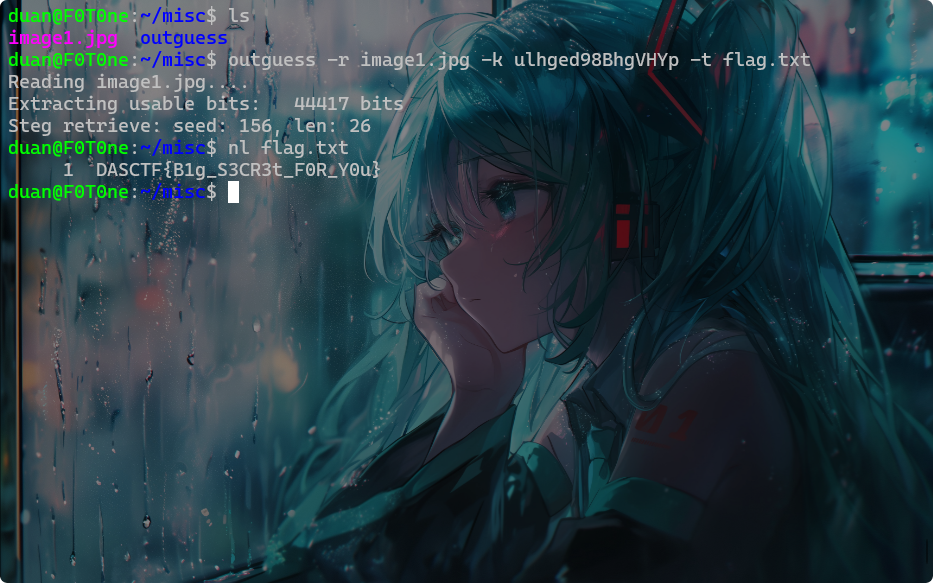 duan@F0T0ne:~/misc$ ls
image1.jpg  outguess
duan@F0T0ne:~/misc$ outguess -r image1.jpg -k ulhged98BhgVHYp -t flag.txt
Reading image1.jpg....
Extracting usable bits:   44417 bits
Steg retrieve: seed: 156, len: 26
duan@F0T0ne:~/misc$ nl flag.txt
     1  DASCTF{B1g_S3CR3t_F0R_Y0u}
duan@F0T0ne:~/misc$